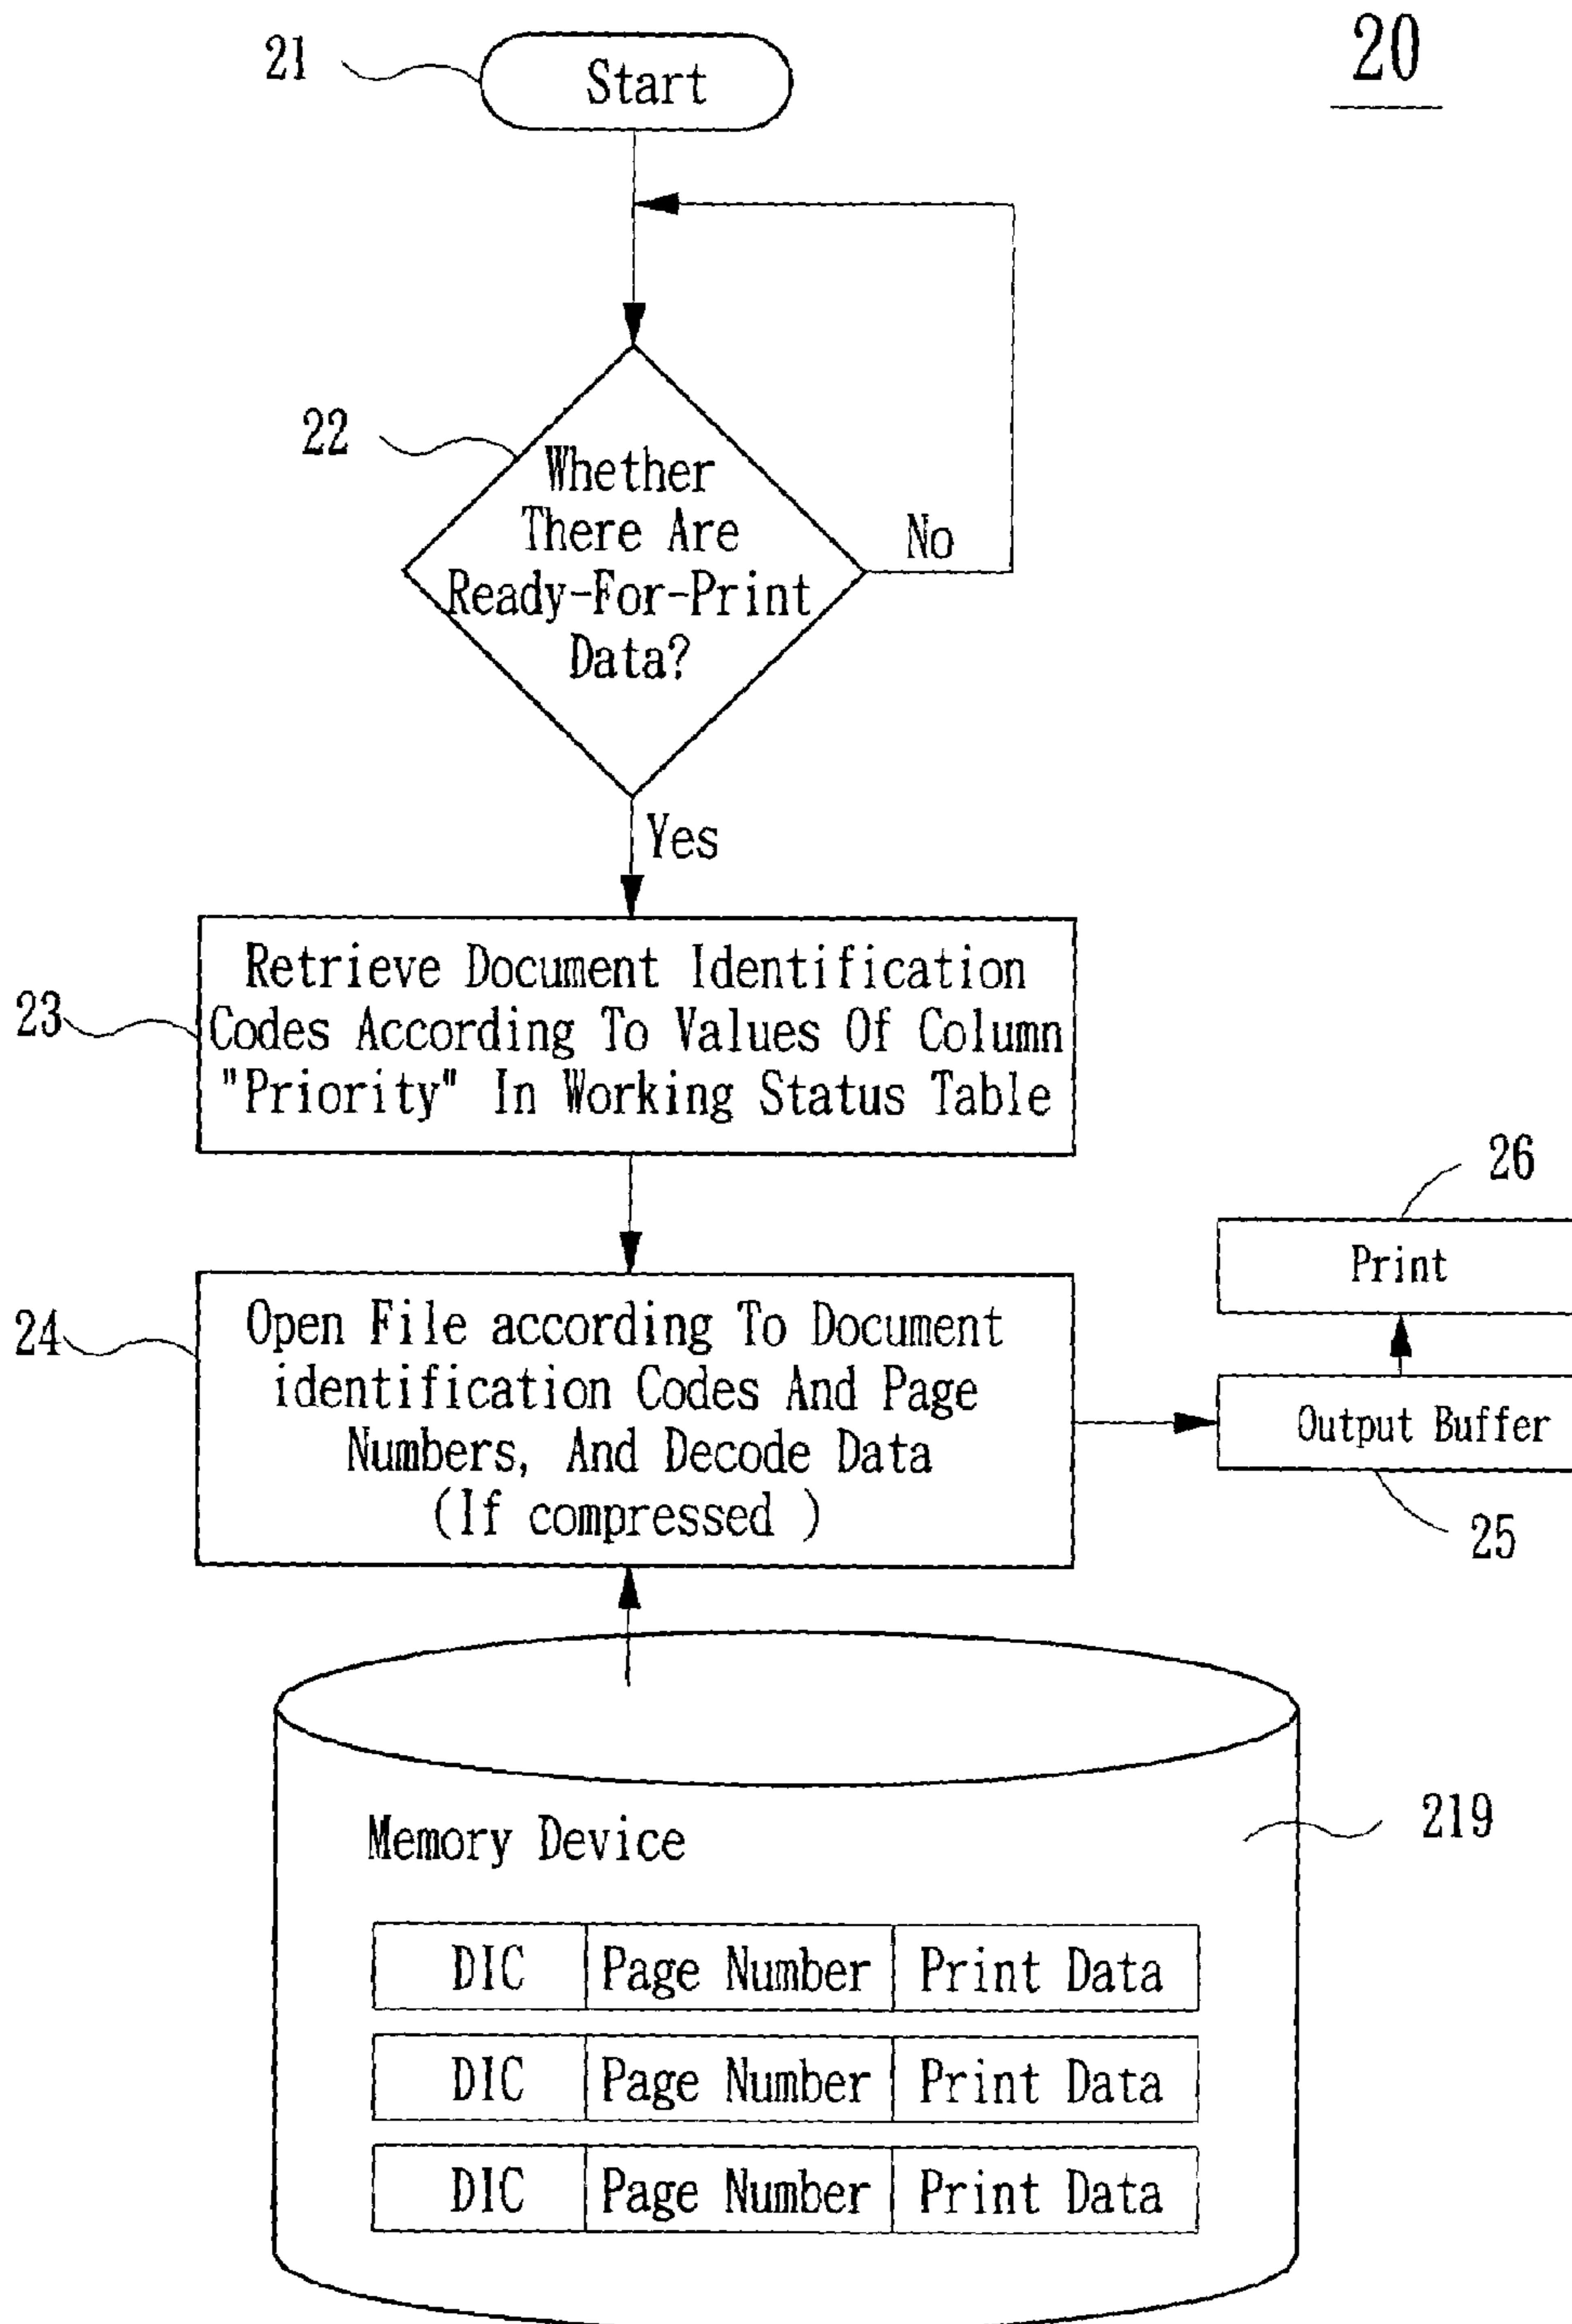 20
21
Start
22
Whether
There Are
Ready-For-Print
Data?
No
Yes
23
Retrieve Document Identification
Codes According To Values Of Column
"Priority" In Working Status Table
26
Print
24
Open File according To Document
identification Codes And Page
Numbers, And Decode Data
(If compressed )
Output Buffer
25
Memory Device
219
DIC Page Number Print Data
DIC Page Number Print Data
DIC Page Number Print Data